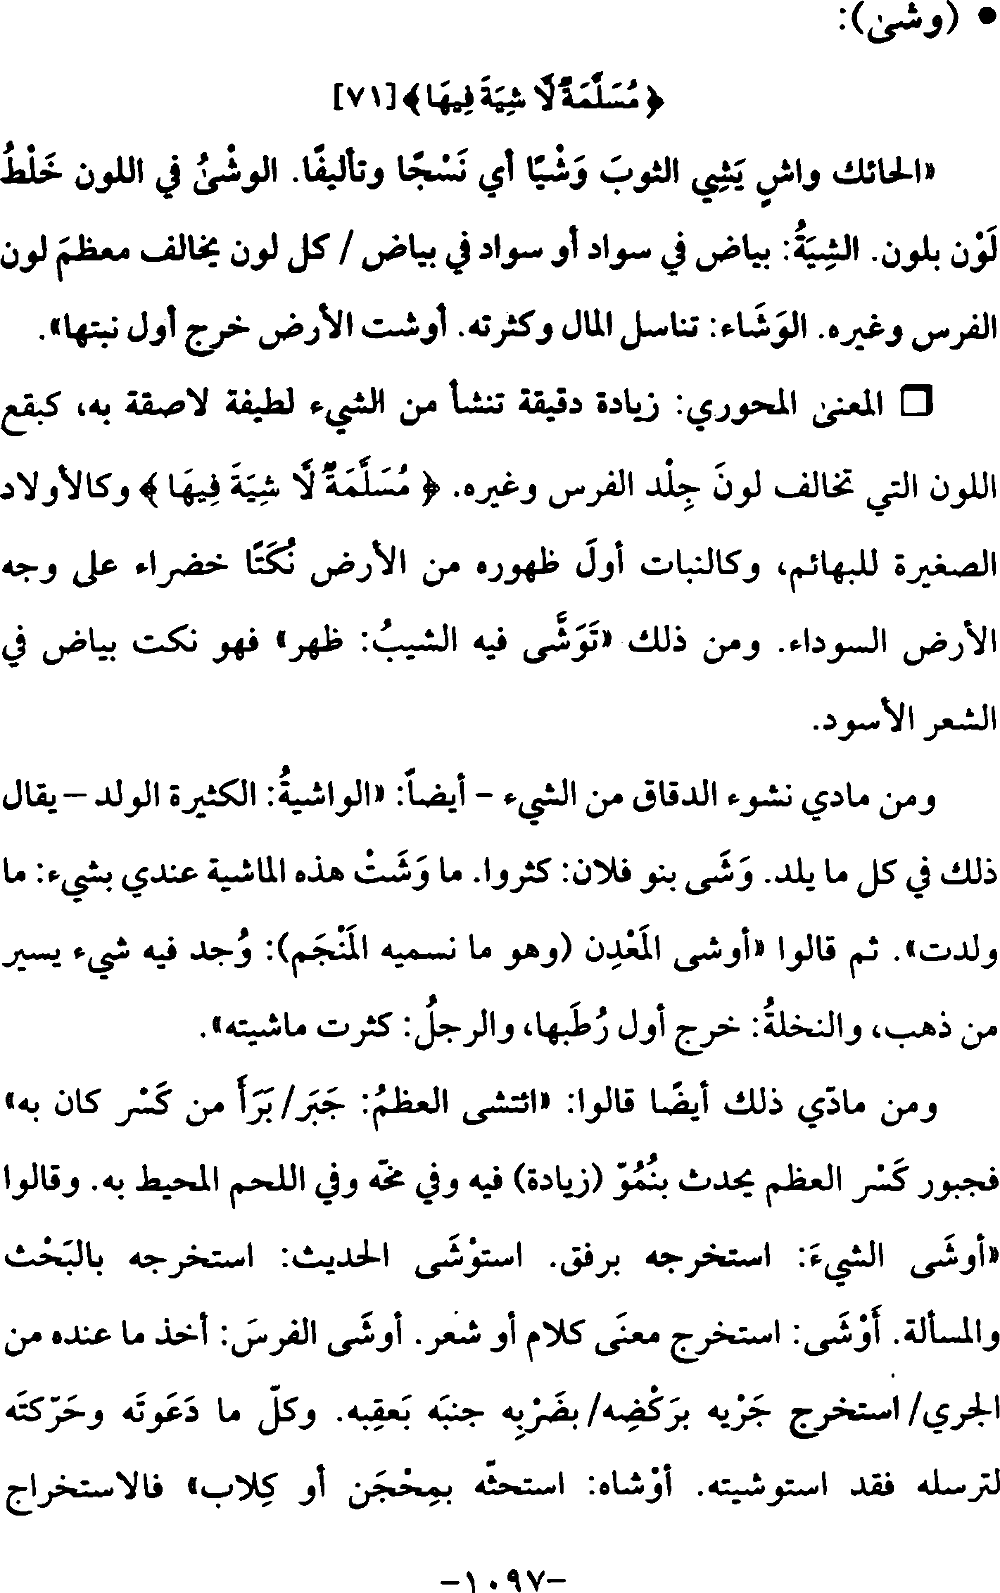 • (وشى):
﴿مُسَلَّمَةٌ لَّا شِيَةَ فِيهَا﴾ [٧١]
«الحائك واشٍ يَشِي الثوبَ وَشْيًا أي نَسْجًا وتأليفًا. الوشْىُ في اللون خَلْطُ
لَوْن بلون. الشِيَةُ: بياض في سواد أو سواد في بياض / كل لون يخالف معظمَ لون
الفرس وغيره. الوَشَاء: تناسل المال وكثرته. أوشت الأرض خرج أول نبتها».
□ المعنى المحوري: زيادة دقيقة تنشأ من الشيء لطيفة لاصقة به، كبقع
اللون التي تخالف لونَ جِلْد الفرس وغيره. ﴿مُسَلَّمَةٌ لَّا شِيَةَ فِيهَا﴾ وكالأولاد
الصغيرة للبهائم، وكالنبات أولَ ظهوره من الأرض نُكَتًا خضراء على وجه
الأرض السوداء. ومن ذلك «تَوَشَّى فيه الشيبُ: ظهر» فهو نكت بياض في
الشعر الأسود.
ومن مادي نشوء الدقاق من الشيء - أيضاً: «الواشيةُ: الكثيرة الولد – يقال
ذلك في كل ما يلد. وَشَى بنو فلان: كثروا. ما وَشَتْ هذه الماشية عندي بشيء: ما
ولدت». ثم قالوا «أوشى المَعْدِن (وهو ما نسميه المَنْجَم): وُجد فيه شيء يسير
من ذهب، والنخلةُ: خرج أول رُطَبها، والرجلُ: كثرت ماشيته».
ومن مادّي ذلك أيضًا قالوا: «ائتشى العظمُ: جَبَر/ بَرَأَ من كَسْر كان به»
فجبور كَسْر العظم يحدث بنُمُوّ (زيادة) فيه وفي مخّه وفي اللحم المحيط به. وقالوا
«أوشَى الشيءَ: استخرجه برفق. استوْشَى الحديث: استخرجه بالبَحْث
والمسألة. أَوْشَى: استخرج معنَى كلام أو شعر. أوشَى الفرسَ: أخذ ما عنده من
الجري/ استخرج جَرْيه برَكْضِه/ بضَرْبِه جنبَه بَعقِبه. وكلّ ما دَعَوتَه وحَرّكتَه
لترسله فقد استوشيته. أوْشاه: استحثّه بمِحْجَن أو كِلاب» فالاستخراج
-١٠٩٧-